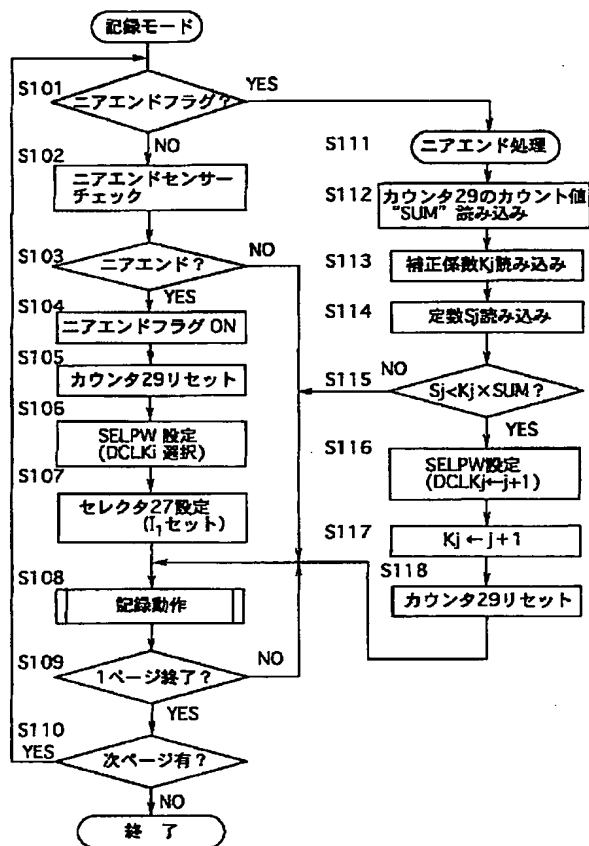 記録モード
S101
ニアエンドフラグ?
YES
NO
S102
ニアエンドセンサー
チェック
S103
ニアエンド?
NO
YES
S104
ニアエンドフラグ ON
S105
カウンタ29リセット
S106
SELPW 設定
(DCLKi 選択)
S107
セレクタ27設定
(I₁セット)
S108
記録動作
S109
1ページ終了?
NO
YES
S110
YES
次ページ有?
NO
終 了
S111
ニアエンド処理
S112
カウンタ29のカウント値
"SUM" 読み込み
S113
補正係数Kj読み込み
S114
定数Sj読み込み
NO
S115
Sj<Kj×SUM?
YES
S116
SELPW設定
(DCLKj←j+1)
S117
Kj ← j + 1
S118
カウンタ29リセット